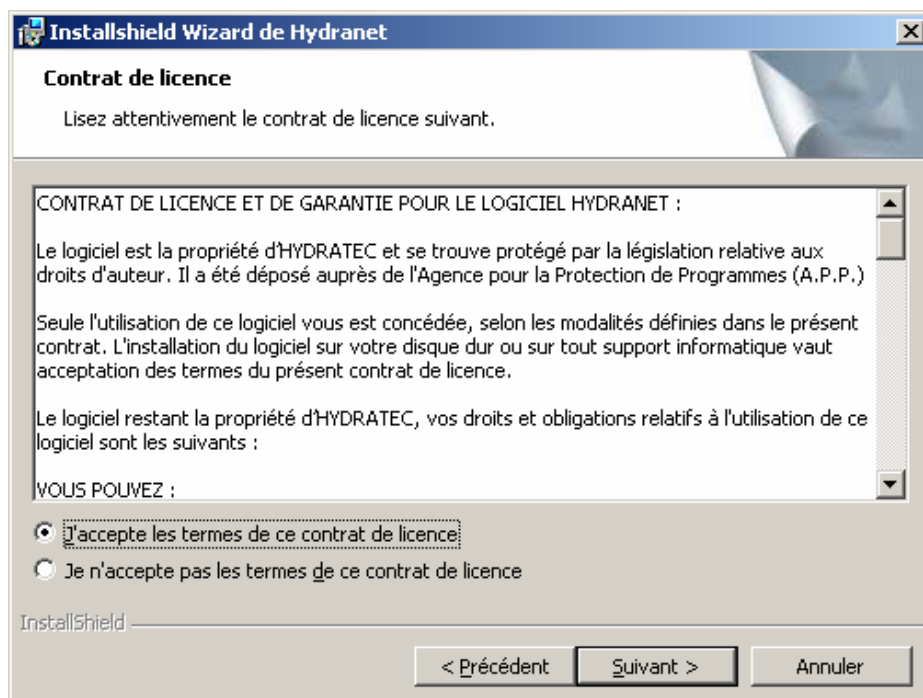 Installshield Wizard de Hydranet
Contrat de licence
Lisez attentivement le contrat de licence suivant.
CONTRAT DE LICENCE ET DE GARANTIE POUR LE LOGICIEL HYDRANET :
Le logiciel est la propriété d'HYDRATEC et se trouve protégé par la législation relative aux
droits d'auteur. Il a été déposé auprès de l'Agence pour la Protection de Programmes (A.P.P.)
Seule l'utilisation de ce logiciel vous est concédée, selon les modalités définies dans le présent
contrat. L'installation du logiciel sur votre disque dur ou sur tout support informatique vaut
acceptation des termes du présent contrat de licence.
Le logiciel restant la propriété d'HYDRATEC, vos droits et obligations relatifs à l'utilisation de ce
logiciel sont les suivants :
VOUS POUVEZ :
J'accepte les termes de ce contrat de licence
Je n'accepte pas les termes de ce contrat de licence
InstallShield
< Précédent
Suivant >
Annuler